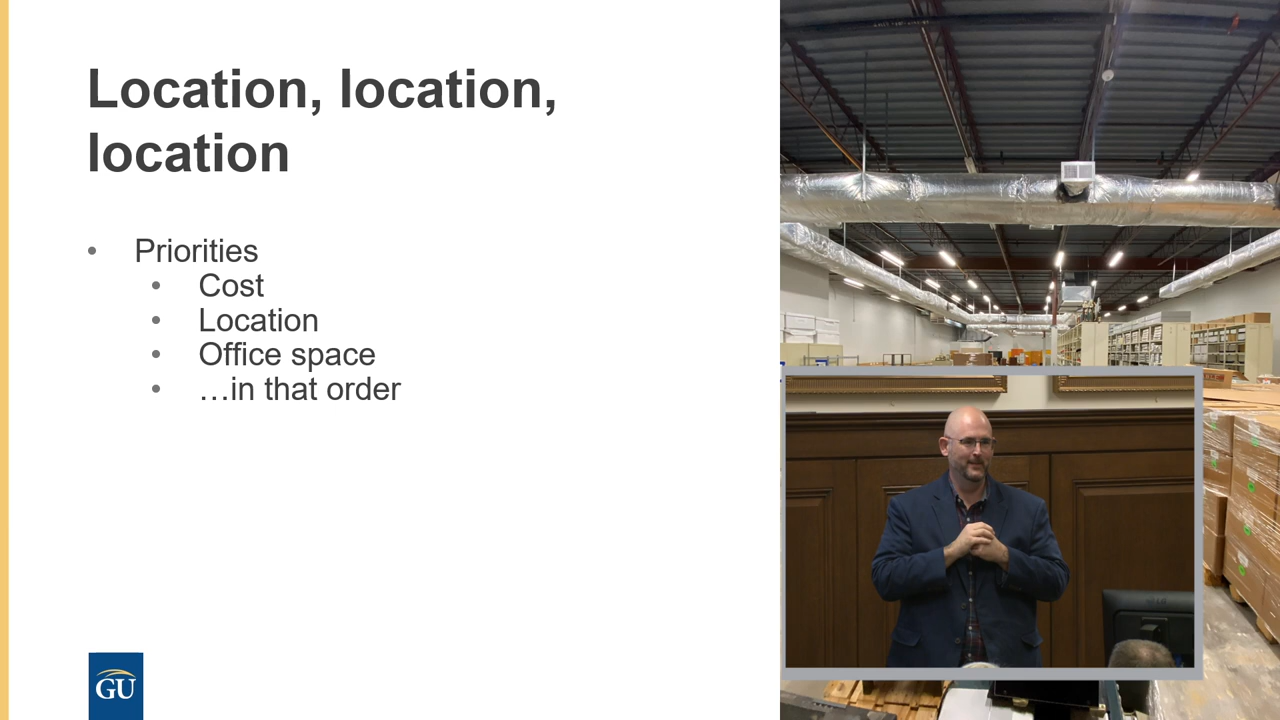 Location, location,
location
• Priorities
• Cost
• Location
• Office space
• …in that order
GU